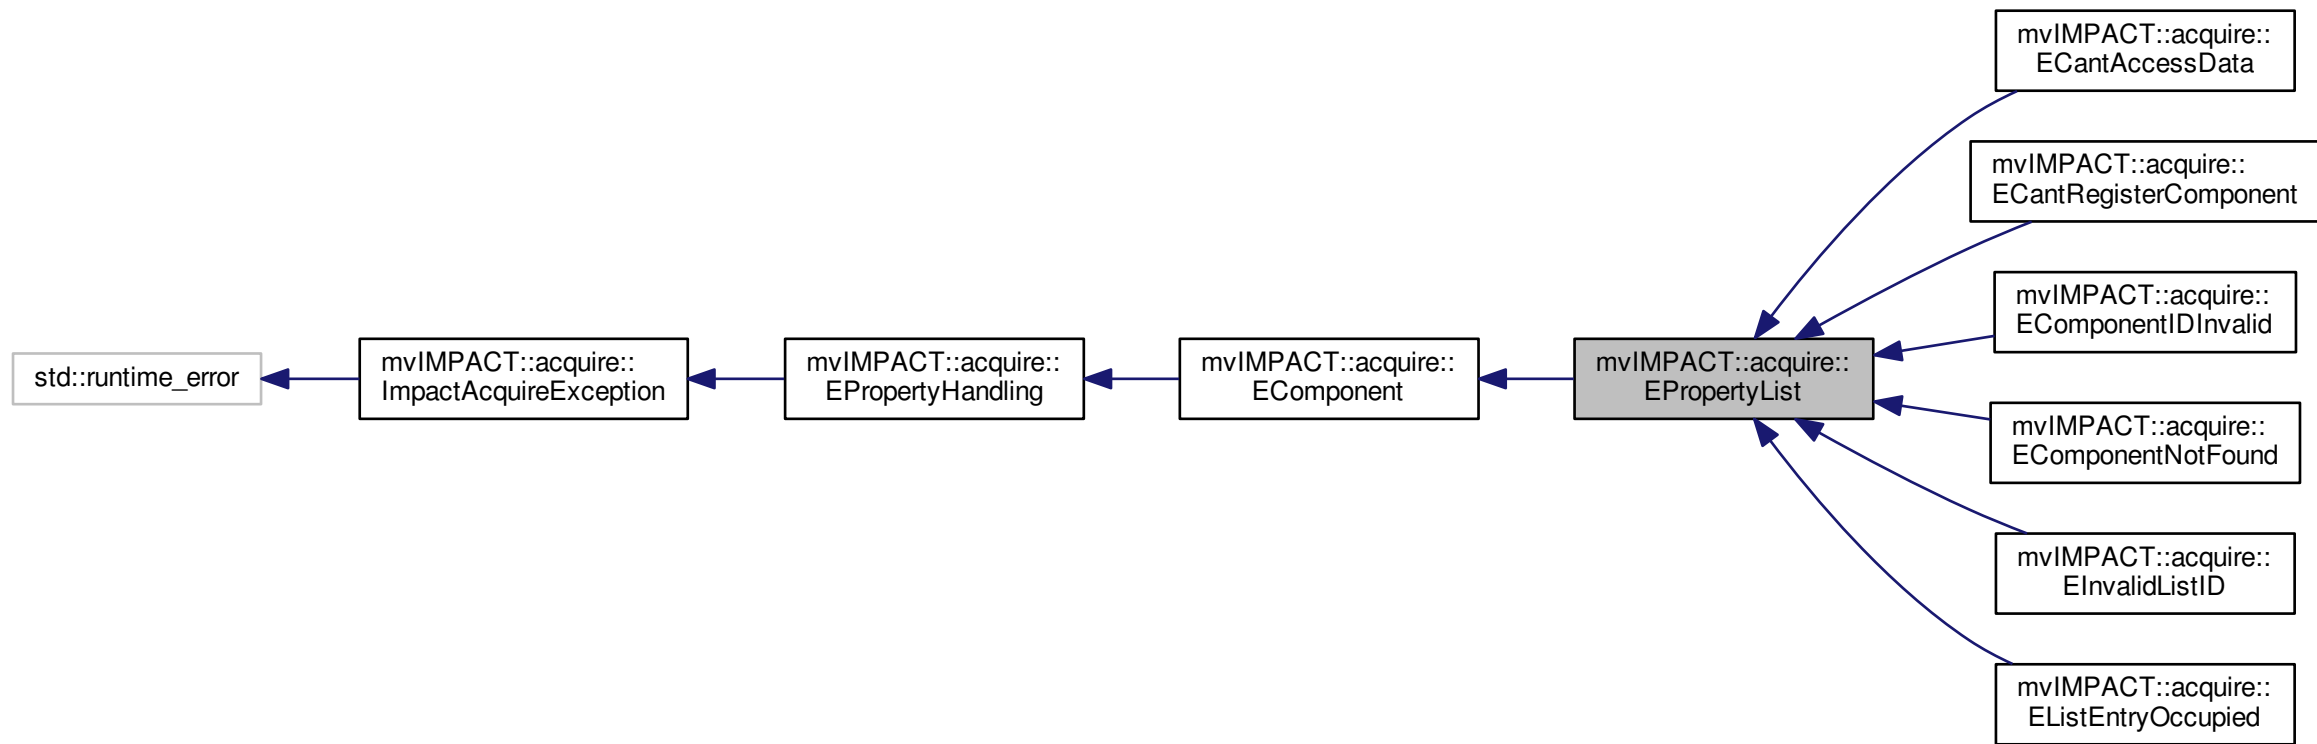 std::runtime_error
mvIMPACT::acquire::
ImpactAcquireException
mvIMPACT::acquire::
EPropertyHandling
mvIMPACT::acquire::
EComponent
mvIMPACT::acquire::
EPropertyList
mvIMPACT::acquire::
ECantAccessData
mvIMPACT::acquire::
ECantRegisterComponent
mvIMPACT::acquire::
EComponentIDInvalid
mvIMPACT::acquire::
EComponentNotFound
mvIMPACT::acquire::
EInvalidListID
mvIMPACT::acquire::
EListEntryOccupied